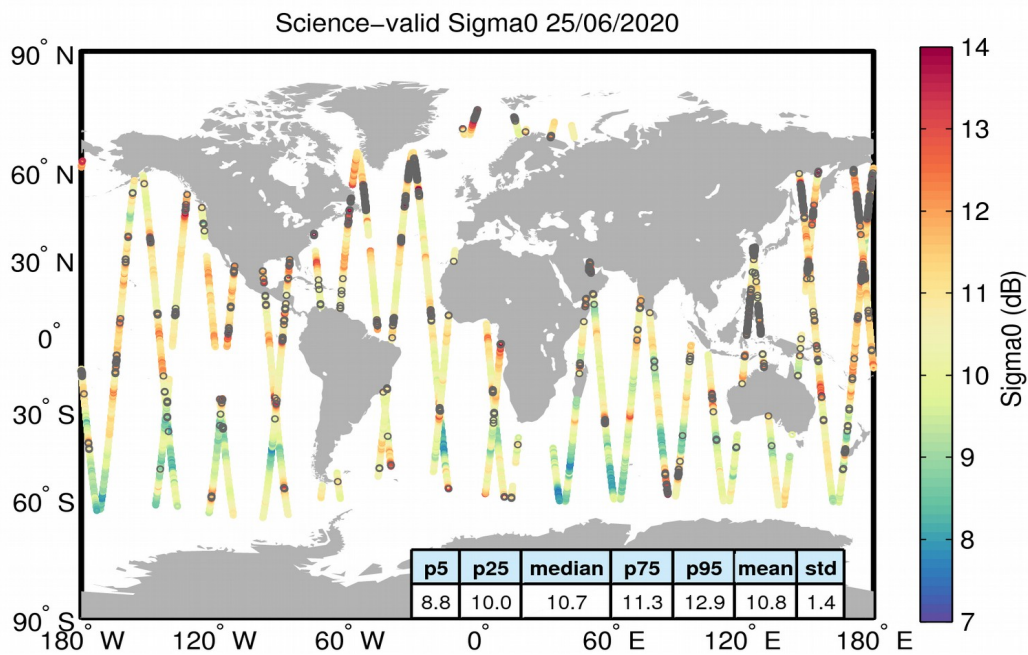 Science–valid Sigma0 25/06/2020
90° N
60° N
30° N
0°
30° S
60° S
90° S
180° W
120° W
60° W
0°
60° E
120° E
180° E
14
13
12
11
10
9
8
7
Sigma0 (dB)
p5 p25 median p75 p95 mean std
8.8 10.0 10.7 11.3 12.9 10.8 1.4